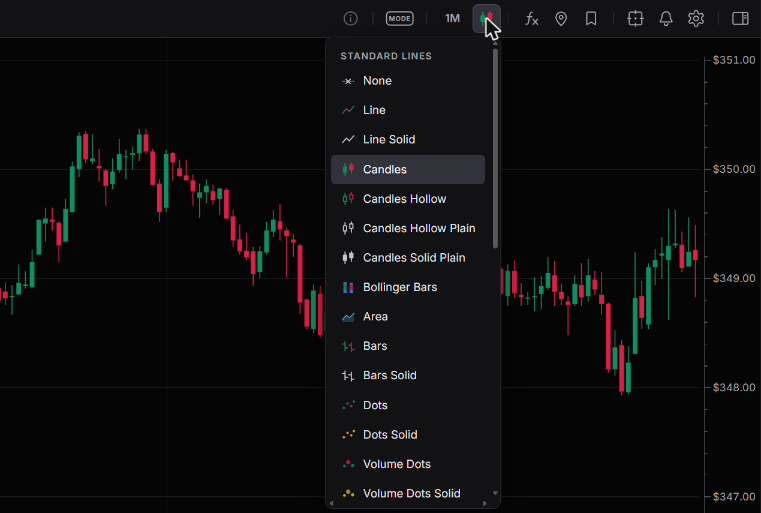 MODE
1M
fx
STANDARD LINES
None
Line
Line Solid
Candles
Candles Hollow
Candles Hollow Plain
Candles Solid Plain
Bollinger Bars
Area
Bars
Bars Solid
Dots
Dots Solid
Volume Dots
Volume Dots Solid
$351.00
$350.00
$349.00
$348.00
$347.00